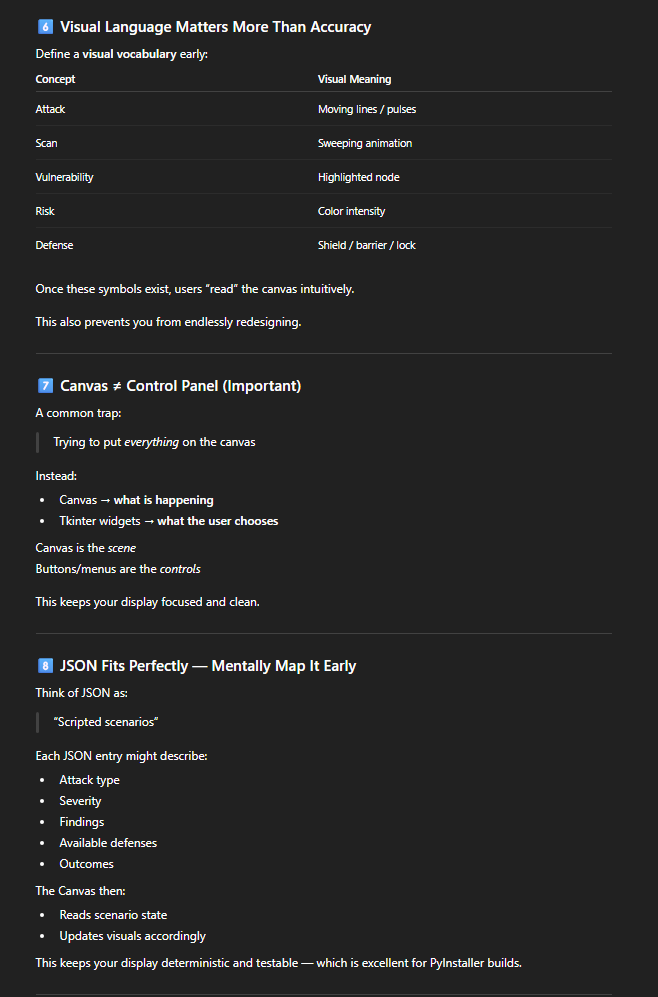 6️⃣ Visual Language Matters More Than Accuracy
Define a visual vocabulary early:
Concept Visual Meaning
Attack Moving lines / pulses
Scan Sweeping animation
Vulnerability Highlighted node
Risk Color intensity
Defense Shield / barrier / lock
Once these symbols exist, users “read” the canvas intuitively.
This also prevents you from endlessly redesigning.
7️⃣ Canvas ≠ Control Panel (Important)
A common trap:
Trying to put everything on the canvas
Instead:
• Canvas → what is happening
• Tkinter widgets → what the user chooses
Canvas is the scene
Buttons/menus are the controls
This keeps your display focused and clean.
8️⃣ JSON Fits Perfectly — Mentally Map It Early
Think of JSON as:
“Scripted scenarios”
Each JSON entry might describe:
• Attack type
• Severity
• Findings
• Available defenses
• Outcomes
The Canvas then:
• Reads scenario state
• Updates visuals accordingly
This keeps your display deterministic and testable — which is excellent for PyInstaller builds.